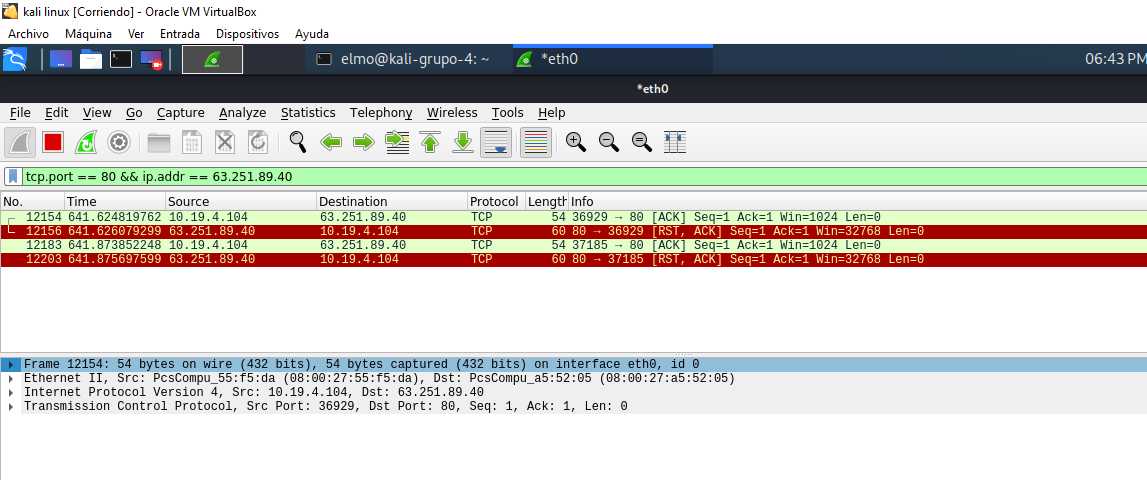 kali linux [Corriendo] - Oracle VM VirtualBox
Archivo Máquina Ver Entrada Dispositivos Ayuda
elmo@kali-grupo-4: ~ *eth0 06:43 PM
*eth0
File Edit View Go Capture Analyze Statistics Telephony Wireless Tools Help
tcp.port == 80 && ip.addr == 63.251.89.40
No. Time Source Destination Protocol Length Info
12154 641.624819762 10.19.4.104 63.251.89.40 TCP 54 36929 → 80 [ACK] Seq=1 Ack=1 Win=1024 Len=0
12156 641.626079299 63.251.89.40 10.19.4.104 TCP 60 80 → 36929 [RST, ACK] Seq=1 Ack=1 Win=32768 Len=0
12183 641.873852248 10.19.4.104 63.251.89.40 TCP 54 37185 → 80 [ACK] Seq=1 Ack=1 Win=1024 Len=0
12203 641.875697599 63.251.89.40 10.19.4.104 TCP 60 80 → 37185 [RST, ACK] Seq=1 Ack=1 Win=32768 Len=0
Frame 12154: 54 bytes on wire (432 bits), 54 bytes captured (432 bits) on interface eth0, id 0
Ethernet II, Src: PcsCompu_55:f5:da (08:00:27:55:f5:da), Dst: PcsCompu_a5:52:05 (08:00:27:a5:52:05)
Internet Protocol Version 4, Src: 10.19.4.104, Dst: 63.251.89.40
Transmission Control Protocol, Src Port: 36929, Dst Port: 80, Seq: 1, Ack: 1, Len: 0